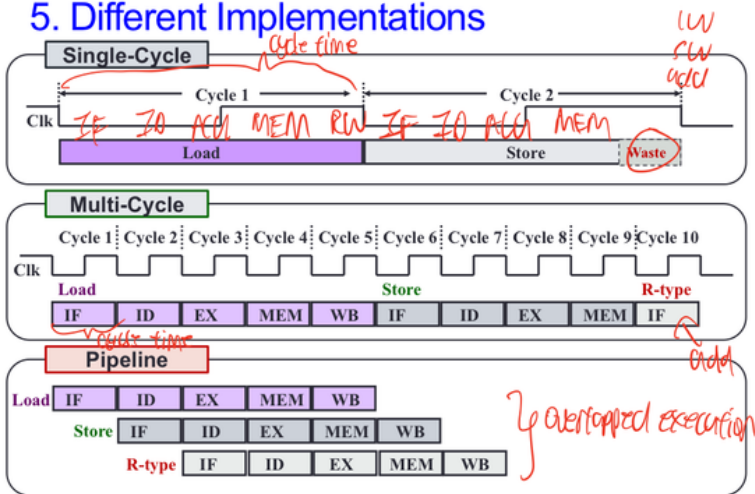 5. Different Implementations
lw
sw
add
Single-Cycle
cycle time
Cycle 1 Cycle 2
Clk
IF ID ALU MEM RW IF ID ALU MEM
Load Store Waste
Multi-Cycle
Cycle 1 Cycle 2 Cycle 3 Cycle 4 Cycle 5 Cycle 6 Cycle 7 Cycle 8 Cycle 9 Cycle 10
Clk
Load Store R-type
IF ID EX MEM WB IF ID EX MEM IF
cycle time
add
Pipeline
Load IF ID EX MEM WB
Store IF ID EX MEM WB
overlapped execution
R-type IF ID EX MEM WB